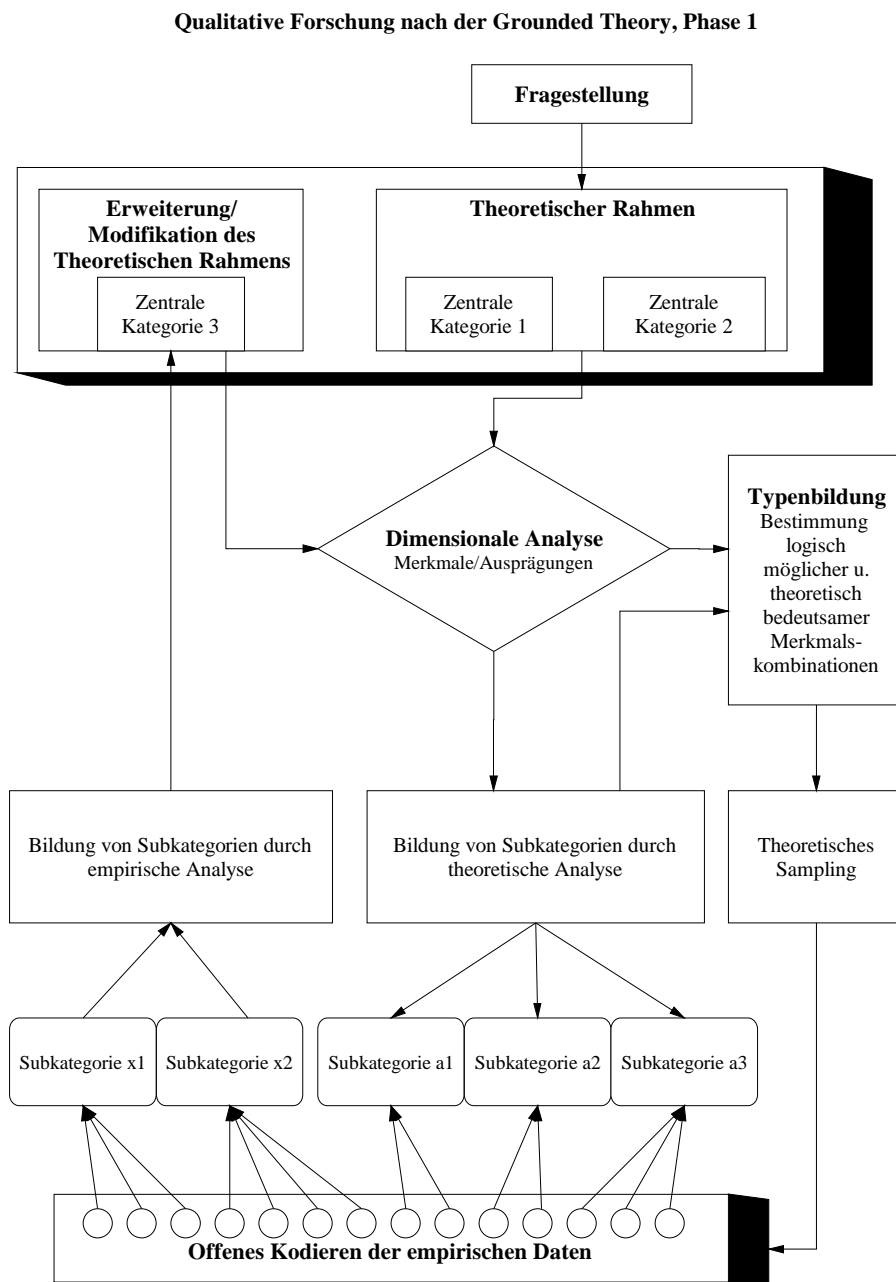 Qualitative Forschung nach der Grounded Theory, Phase 1
Fragestellung
Erweiterung/
Modifikation des
Theoretischen Rahmens
Zentrale
Kategorie 3
Theoretischer Rahmen
Zentrale
Kategorie 1
Zentrale
Kategorie 2
Dimensionale Analyse
Merkmale/Ausprägungen
Typenbildung
Bestimmung
logisch
möglicher u.
theoretisch
bedeutsamer
Merkmals-
kombinationen
Bildung von Subkategorien durch
empirische Analyse
Bildung von Subkategorien durch
theoretische Analyse
Theoretisches
Sampling
Subkategorie x1
Subkategorie x2
Subkategorie a1
Subkategorie a2
Subkategorie a3
Offenes Kodieren der empirischen Daten